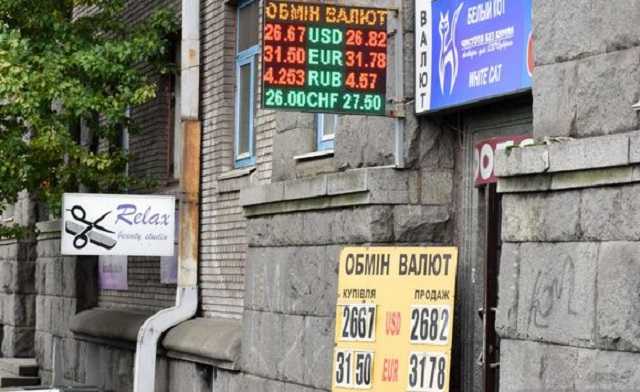 ОБМІН ВАЛЮТ
26.67 USD 26.82
31.50 EUR 31.78
4.253 RUB 4.57
26.00 CHF 27.50
ВАЛЮТ
БЕЛЫЙ КОТ
WHITE CAT
Relax
beauty studio
ОБМІН ВАЛЮТ
КУПІВЛЯ ПРОДАЖ
2667 USD 2682
3150 EUR 3178